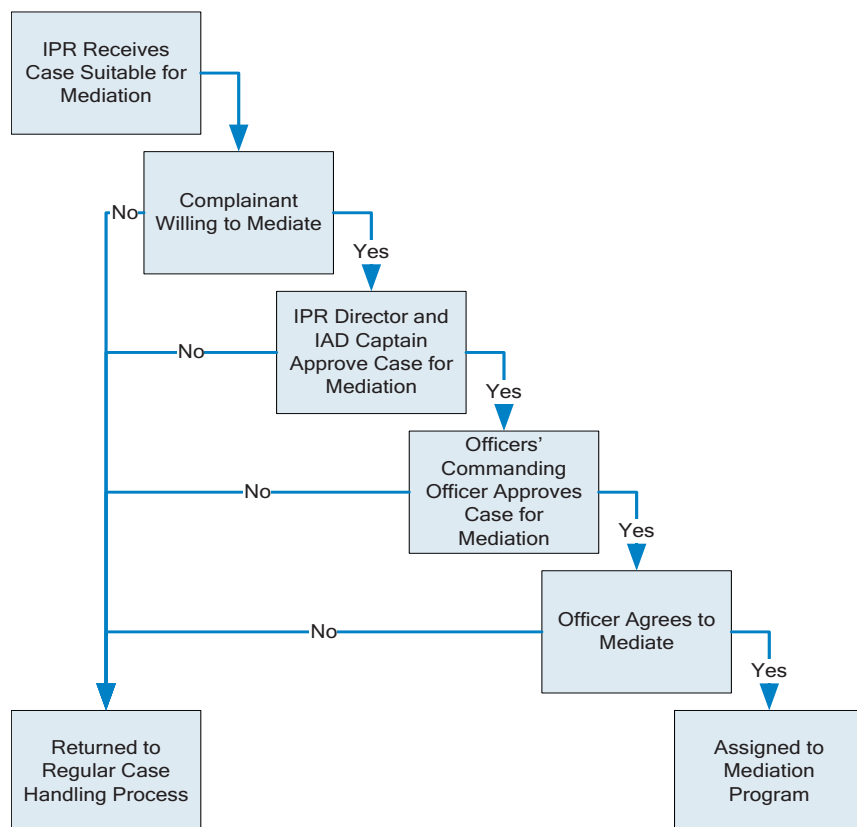 IPR Receives
Case Suitable for
Mediation
Complainant
Willing to Mediate
No
Yes
IPR Director and
IAD Captain
Approve Case for
Mediation
No
Yes
Officers’
Commanding
Officer Approves
Case for
Mediation
No
Yes
Officer Agrees to
Mediate
No
Yes
Returned to
Regular Case
Handling Process
Assigned to
Mediation
Program